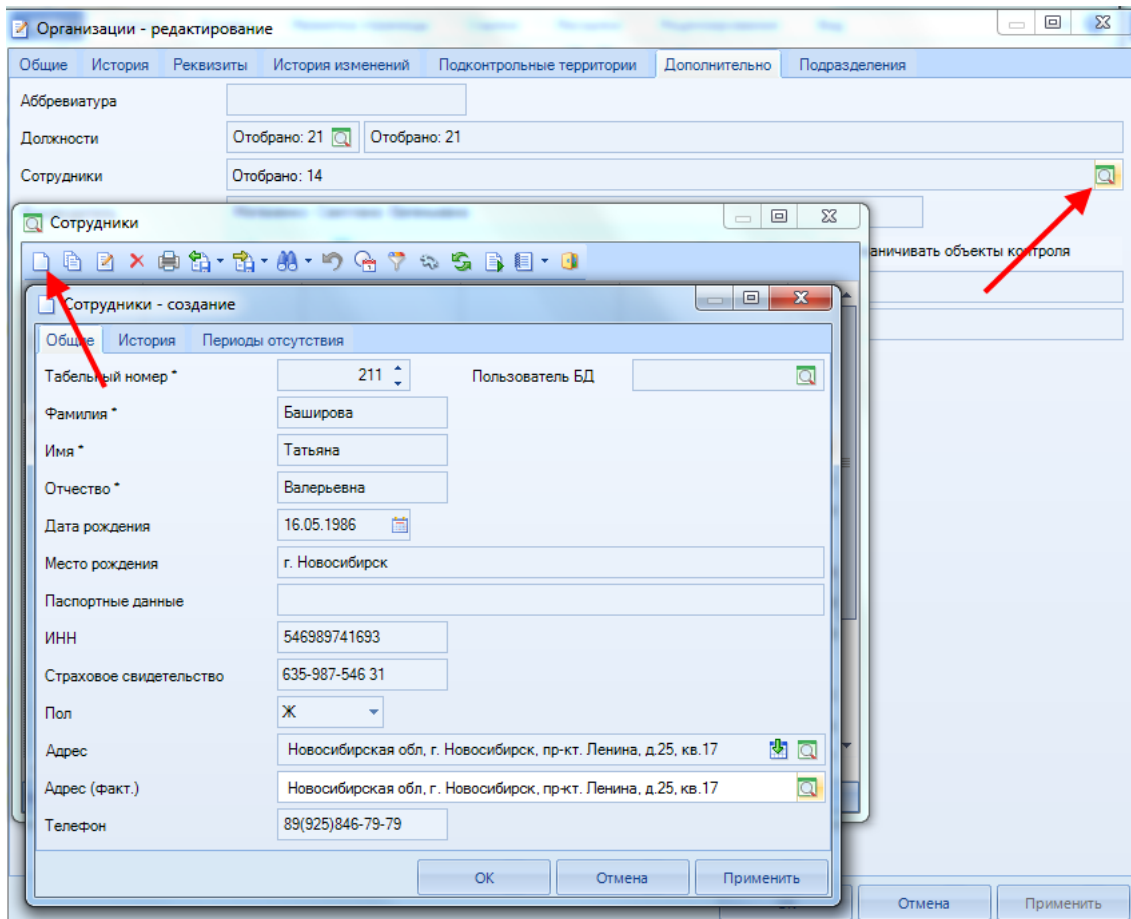 Организации - редактирование
Общие История Реквизиты История изменений Подконтрольные территории Дополнительно Подразделения
Аббревиатура
Должности Отобрано: 21 Отобрано: 21
Сотрудники Отобрано: 14
Сотрудники
аничивать объекты контроля
Сотрудники - создание
Общие История Периоды отсутствия
Табельный номер * 211 Пользователь БД
Фамилия * Баширова
Имя * Татьяна
Отчество * Валерьевна
Дата рождения 16.05.1986
Место рождения г. Новосибирск
Паспортные данные
ИНН 546989741693
Страховое свидетельство 635-987-546 31
Пол Ж
Адрес Новосибирская обл, г. Новосибирск, пр-кт. Ленина, д.25, кв.17
Адрес (факт.) Новосибирская обл, г. Новосибирск, пр-кт. Ленина, д.25, кв.17
Телефон 89(925)846-79-79
ОК Отмена Применить
Отмена Применить